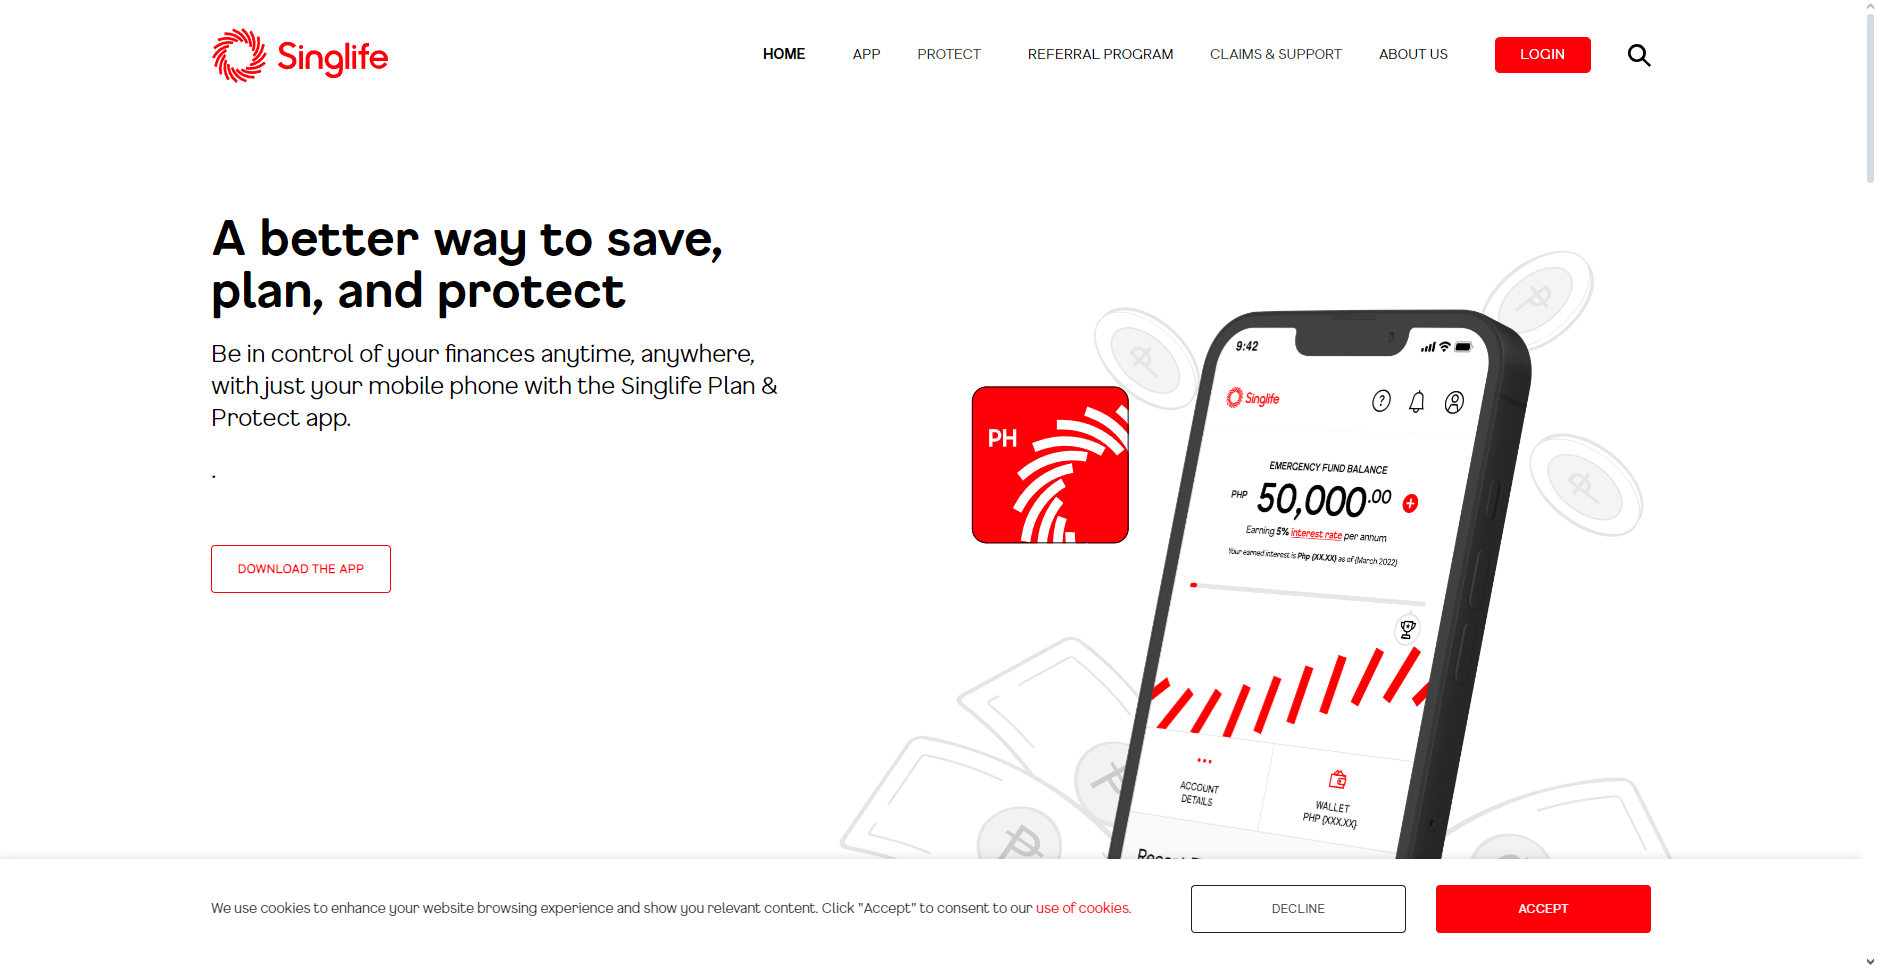 Singlife
HOME
APP
PROTECT
REFERRAL PROGRAM
CLAIMS & SUPPORT
ABOUT US
LOGIN
A better way to save,
plan, and protect
Be in control of your finances anytime, anywhere,
with just your mobile phone with the Singlife Plan &
Protect app.
.
DOWNLOAD THE APP
PH
9:42
Singlife
?
EMERGENCY FUND BALANCE
PHP 50,000.00
Earning 5% interest rate per annum
Your earned interest is Php {XX.XX} as of {March 2022}
ACCOUNT
DETAILS
WALLET
PHP {XXX.XX}
We use cookies to enhance your website browsing experience and show you relevant content. Click "Accept" to consent to our use of cookies.
DECLINE
ACCEPT